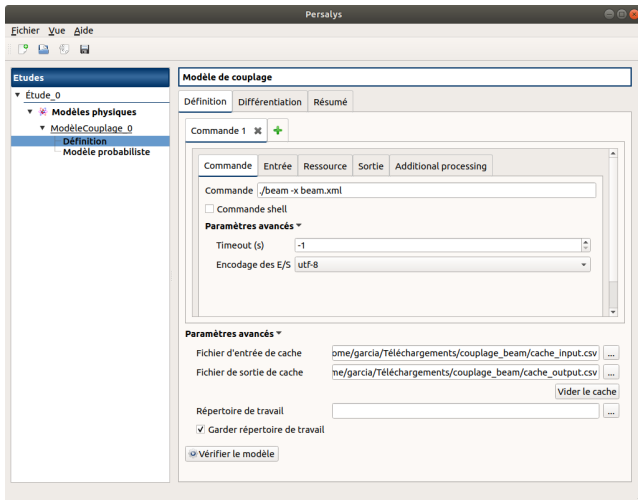 Persalys
Fichier Vue Aide
Etudes
Étude_0
Modèles physiques
ModèleCouplage_0
Définition
Modèle probabiliste
Modèle de couplage
Définition Différentiation Résumé
Commande 1
Commande Entrée Ressource Sortie Additional processing
Commande ./beam -x beam.xml
Commande shell
Paramètres avancés
Timeout (s) -1
Encodage des E/S utf-8
Paramètres avancés
Fichier d'entrée de cache ome/garcia/Téléchargements/couplage_beam/cache_input.csv ...
Fichier de sortie de cache me/garcia/Téléchargements/couplage_beam/cache_output.csv ...
Vider le cache
Répertoire de travail ...
Garder répertoire de travail
Vérifier le modèle